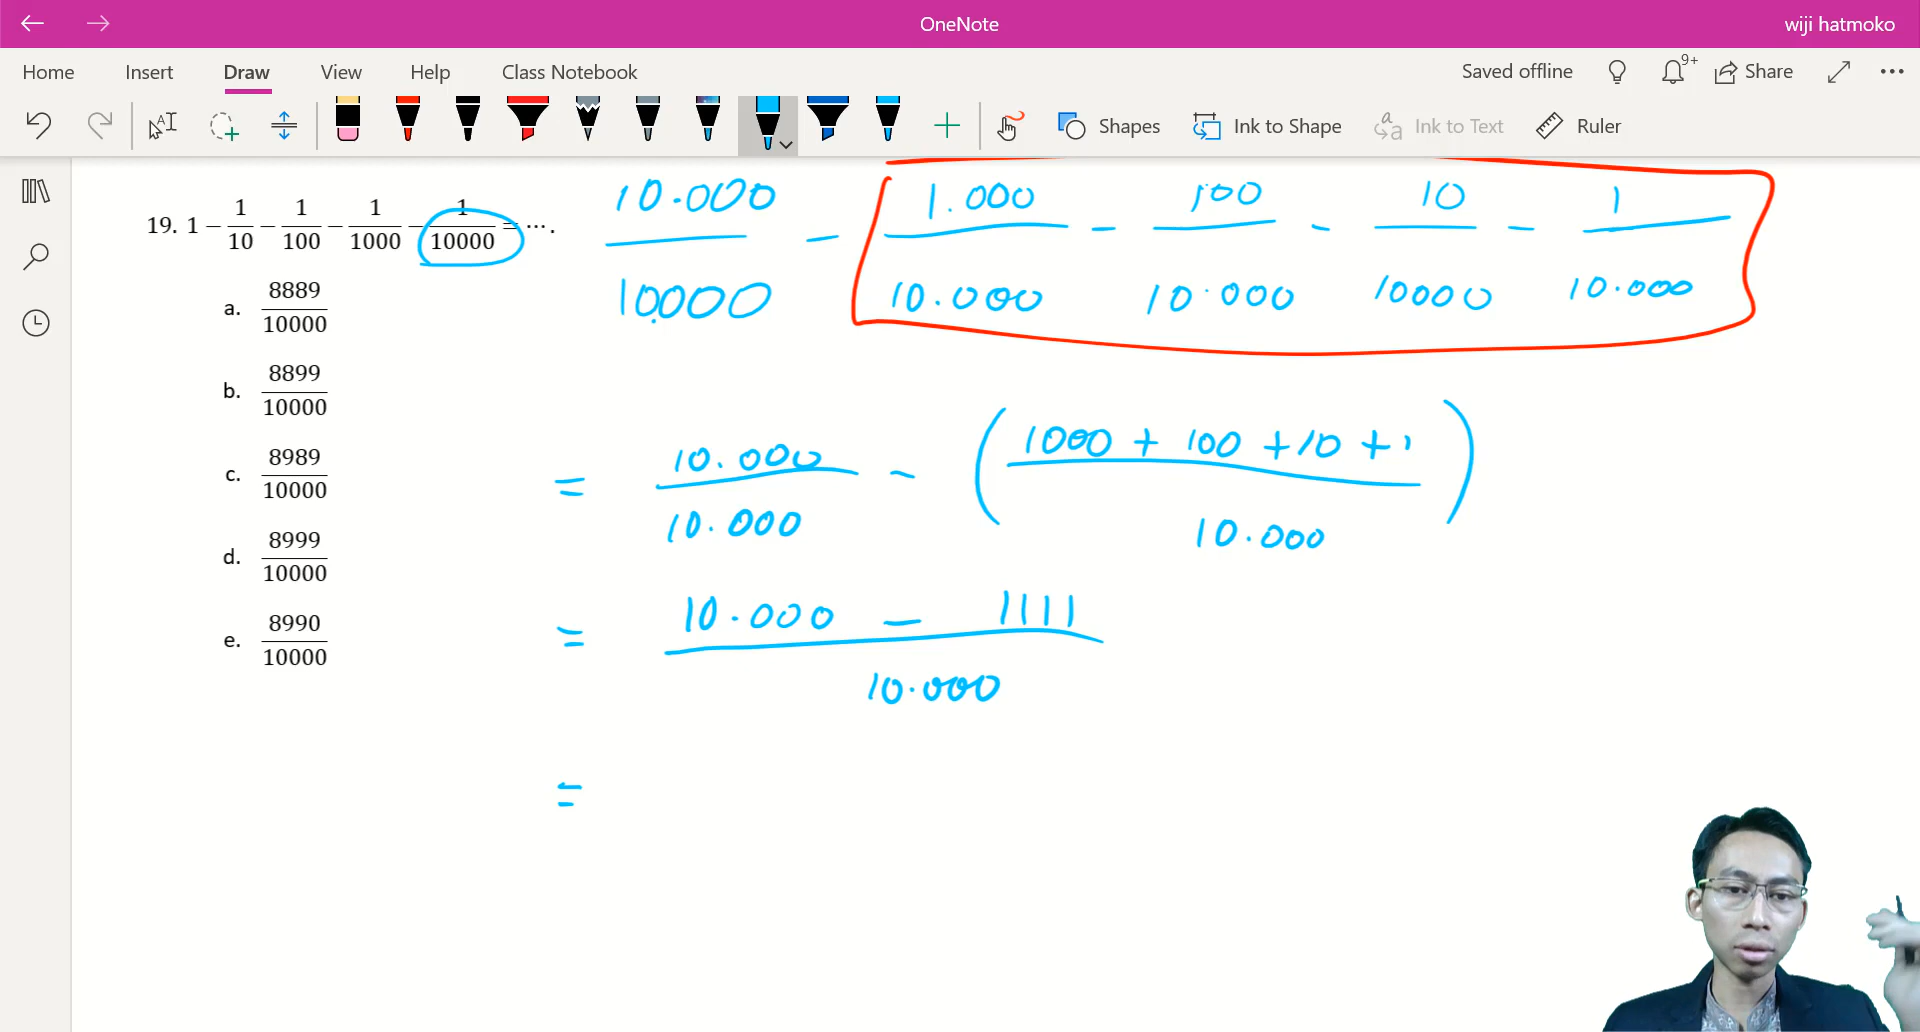 OneNote
wiji hatmoko
Home Insert Draw View Help Class Notebook
Saved offline 9+ Share
Shapes Ink to Shape Ink to Text Ruler
19. 1 − 1/10 − 1/100 − 1/1000 − 1/10000 = ⋯.
a. 8889/10000
b. 8899/10000
c. 8989/10000
d. 8999/10000
e. 8990/10000
10.000/10.000 − 1.000/10.000 − 100/10.000 − 10/10000 − 1/10.000
= 10.000/10.000 − (1000 + 100 + 10 + 1/10.000)
= 10.000 − 1111/10.000
=